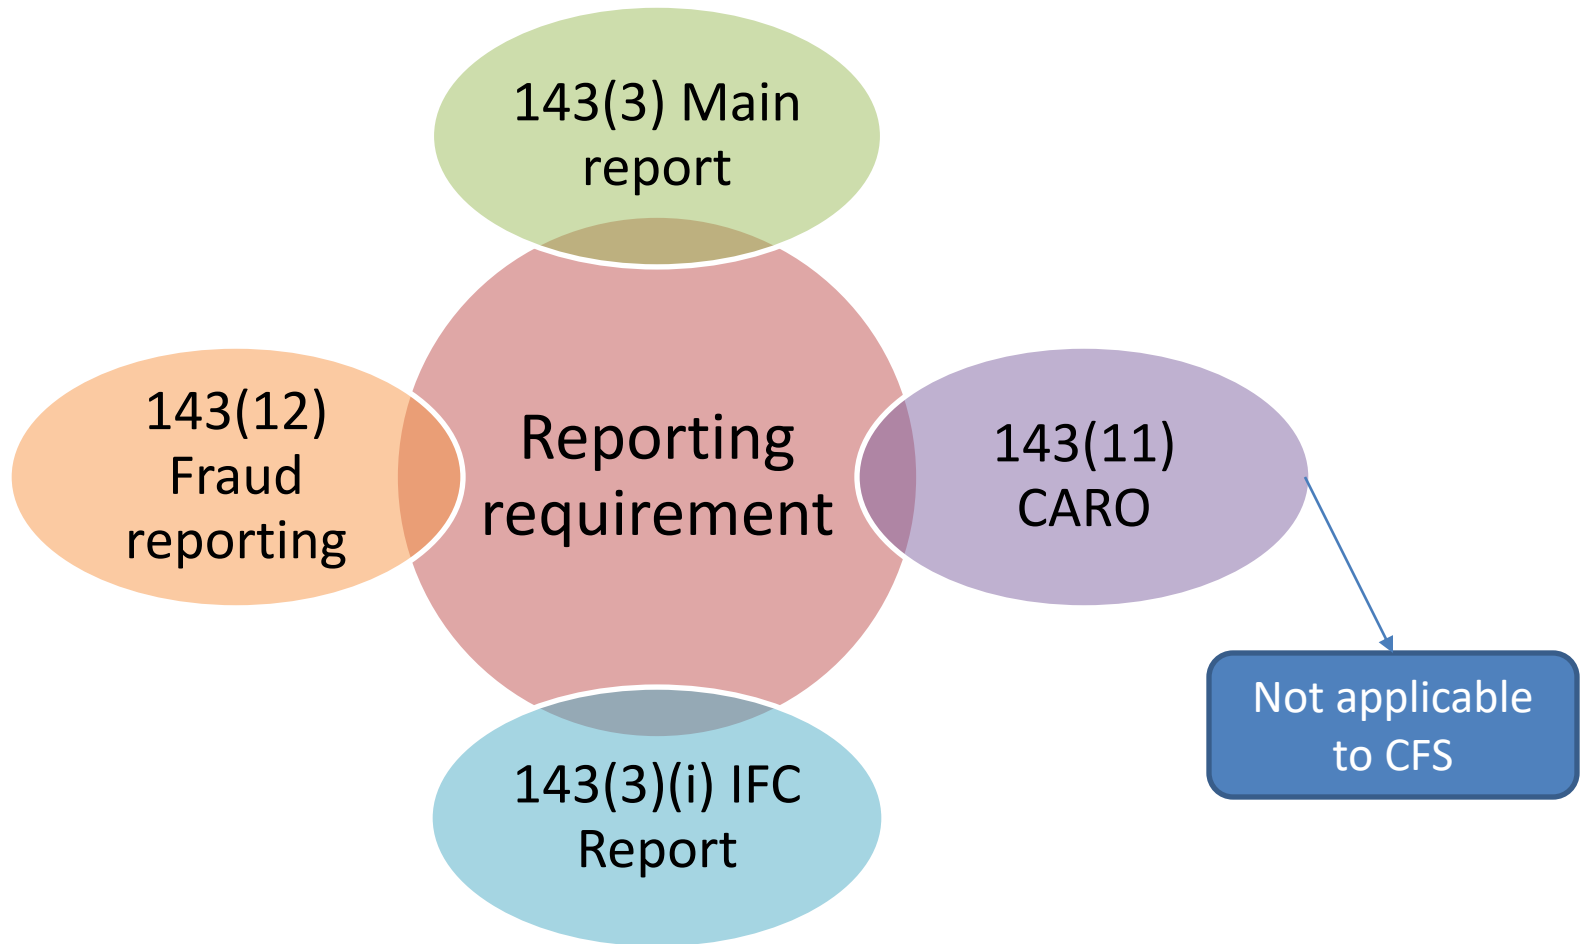 143(3) Main
report
143(12)
Fraud
reporting
Reporting
requirement
143(11)
CARO
Not applicable
to CFS
143(3)(i) IFC
Report